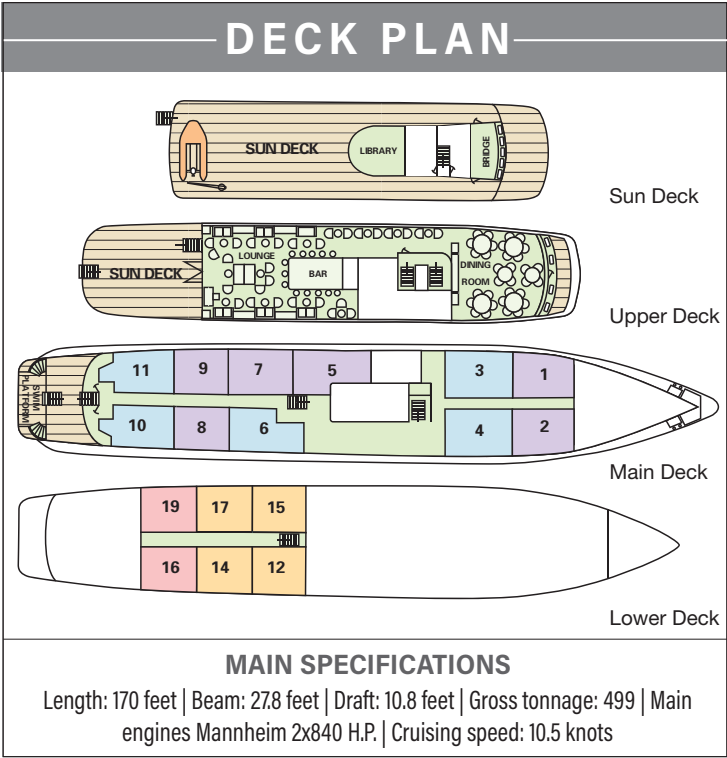 DECK PLAN
SUN DECK
LIBRARY
BRIDGE
Sun Deck
SUN DECK
LOUNGE
BAR
DINING
ROOM
Upper Deck
SWIM
PLATFORM
11
9
7
5
3
1
10
8
6
4
2
Main Deck
19
17
15
16
14
12
Lower Deck
MAIN SPECIFICATIONS
Length: 170 feet | Beam: 27.8 feet | Draft: 10.8 feet | Gross tonnage: 499 | Main
engines Mannheim 2x840 H.P. | Cruising speed: 10.5 knots